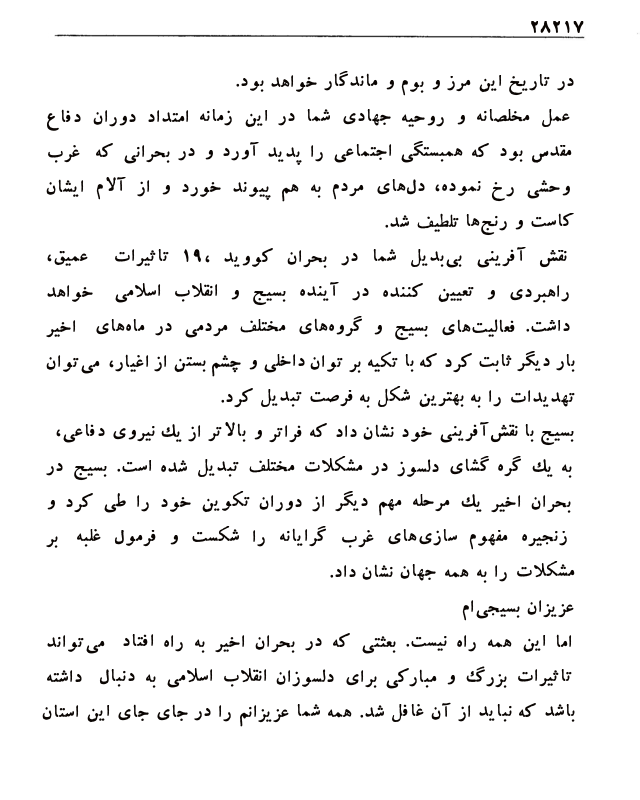 ۲۸۲۱۷
در تاریخ این مرز و بوم و ماندگار خواهد بود.
عمل مخلصانه و روحیه جهادی شما در این زمانه امتداد دوران دفاع
مقدس بود که همبستگی اجتماعی را پدید آورد و در بحرانی که غرب
وحشی رخ نموده، دل‌های مردم به هم پیوند خورد و از آلام ایشان
کاست و رنج‌ها تلطیف شد.
نقش آفرینی بی‌بدیل شما در بحران کووید ،۱۹ تاثیرات عمیق،
راهبردی و تعیین کننده در آینده بسیج و انقلاب اسلامی خواهد
داشت. فعالیت‌های بسیج و گروه‌های مختلف مردمی در ماه‌های اخیر
بار دیگر ثابت کرد که با تکیه بر توان داخلی و چشم بستن از اغیار، می‌توان
تهدیدات را به بهترین شکل به فرصت تبدیل کرد.
بسیج با نقش‌آفرینی خود نشان داد که فراتر و بالاتر از یك نیروی دفاعی،
به یك گره گشای دلسوز در مشکلات مختلف تبدیل شده است. بسیج در
بحران اخیر یك مرحله مهم دیگر از دوران تکوین خود را طی کرد و
زنجیره مفهوم سازی‌های غرب گرایانه را شکست و فرمول غلبه بر
مشکلات را به همه جهان نشان داد.
عزیزان بسیجی‌ام
اما این همه راه نیست. بعثتی که در بحران اخیر به راه افتاد می‌تواند
تاثیرات بزرگ و مبارکی برای دلسوزان انقلاب اسلامی به دنبال داشته
باشد که نباید از آن غافل شد. همه شما عزیزانم را در جای جای این استان